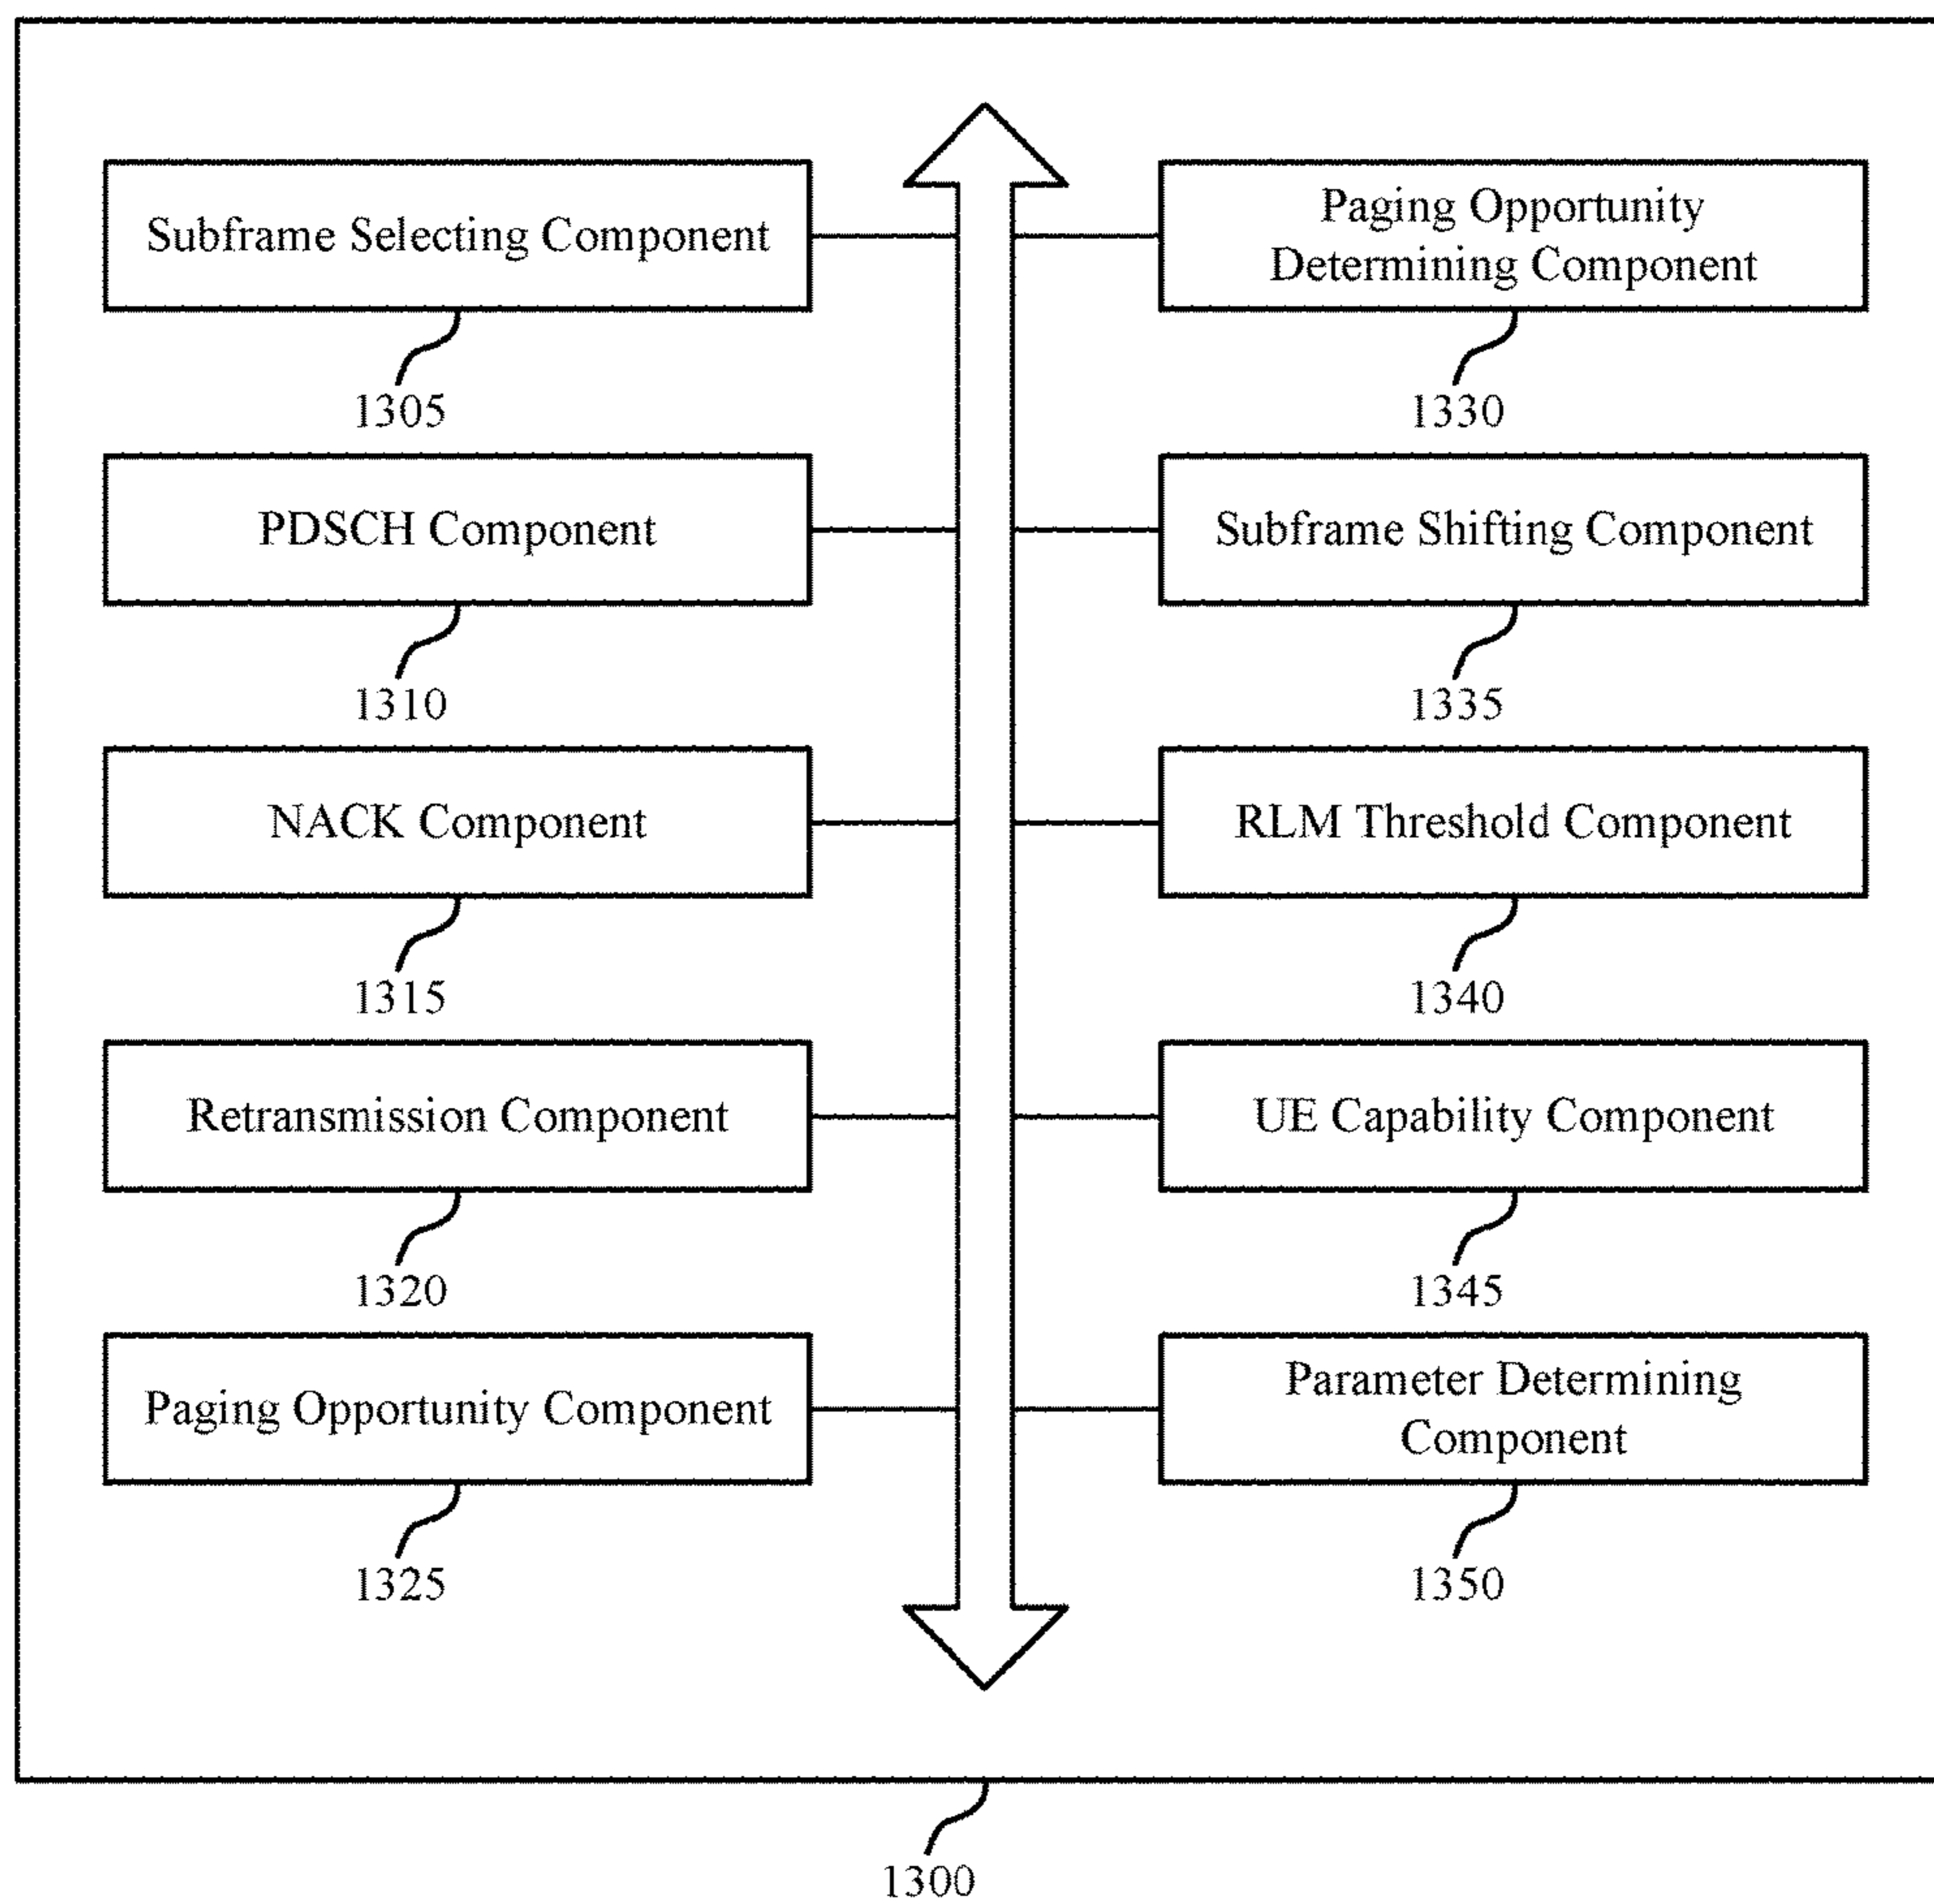 Subframe Selecting Component
1305
PDSCH Component
1310
NACK Component
1315
Retransmission Component
1320
Paging Opportunity Component
1325
Paging Opportunity
Determining Component
1330
Subframe Shifting Component
1335
RLM Threshold Component
1340
UE Capability Component
1345
Parameter Determining
Component
1350
1300